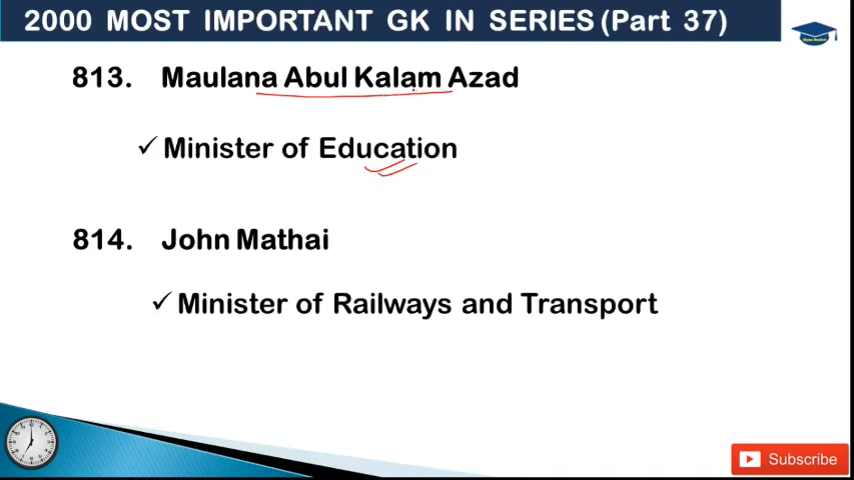 2000 MOST IMPORTANT GK IN SERIES(Part 37)
813. Maulana Abul Kalam Azad
✓ Minister of Education
814. John Mathai
✓ Minister of Railways and Transport
Subscribe